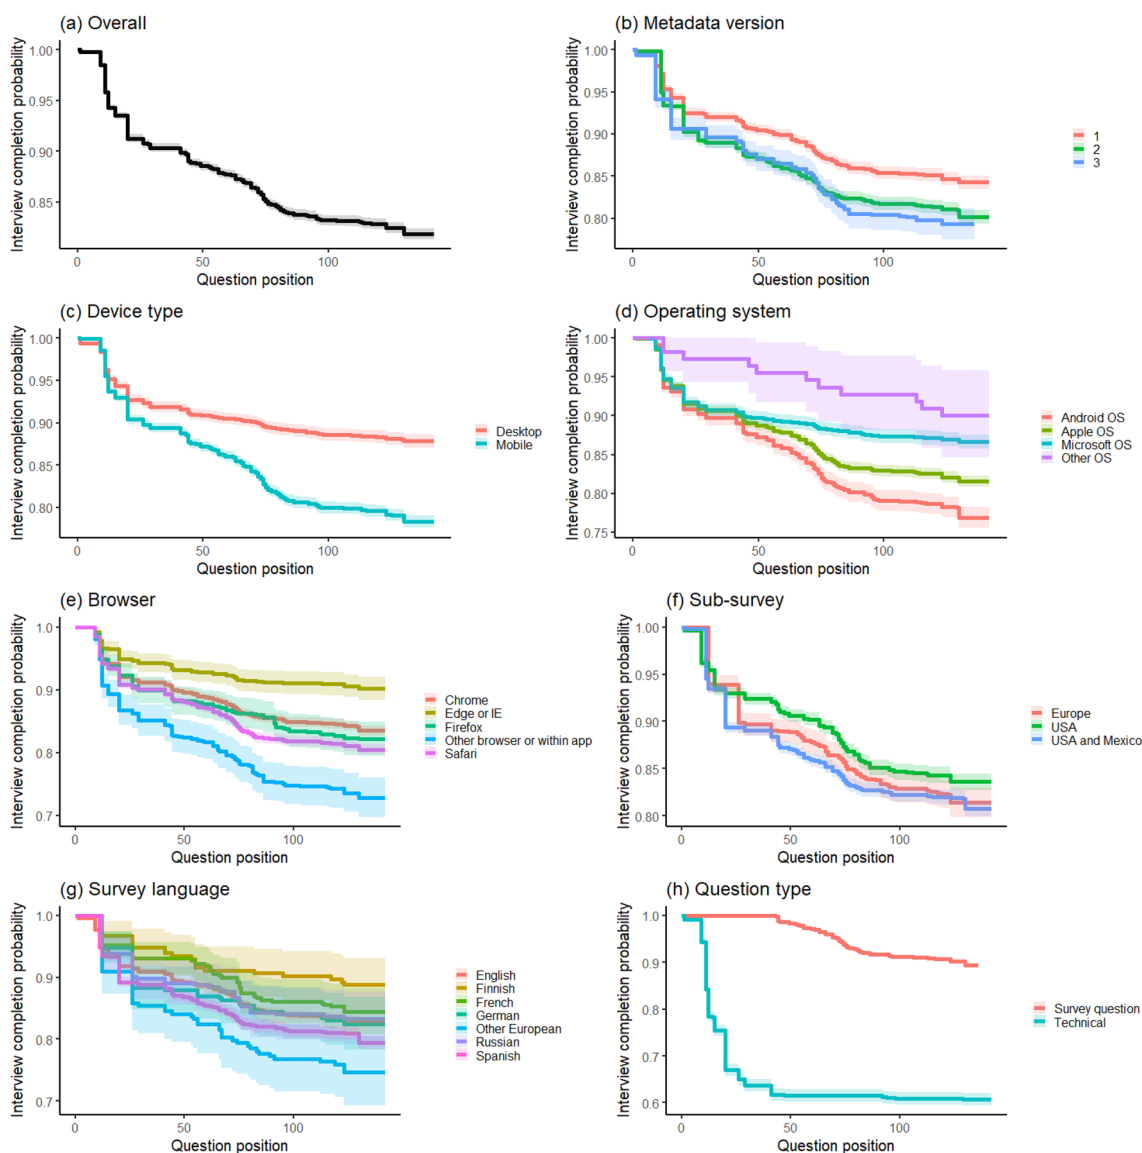 (a) Overall
Interview completion probability
1.00
0.95
0.90
0.85
0
50
100
Question position
(b) Metadata version
Interview completion probability
1.00
0.95
0.90
0.85
0.80
0
50
100
Question position
1
2
3
(c) Device type
Interview completion probability
1.00
0.95
0.90
0.85
0.80
0
50
100
Question position
Desktop
Mobile
(d) Operating system
Interview completion probability
1.00
0.95
0.90
0.85
0.80
0.75
0
50
100
Question position
Android OS
Apple OS
Microsoft OS
Other OS
(e) Browser
Interview completion probability
1.0
0.9
0.8
0.7
0
50
100
Question position
Chrome
Edge or IE
Firefox
Other browser or within app
Safari
(f) Sub-survey
Interview completion probability
1.00
0.95
0.90
0.85
0.80
0
50
100
Question position
Europe
USA
USA and Mexico
(g) Survey language
Interview completion probability
1.0
0.9
0.8
0.7
0
50
100
Question position
English
Finnish
French
German
Other European
Russian
Spanish
(h) Question type
Interview completion probability
1.0
0.9
0.8
0.7
0.6
0
50
100
Question position
Survey question
Technical